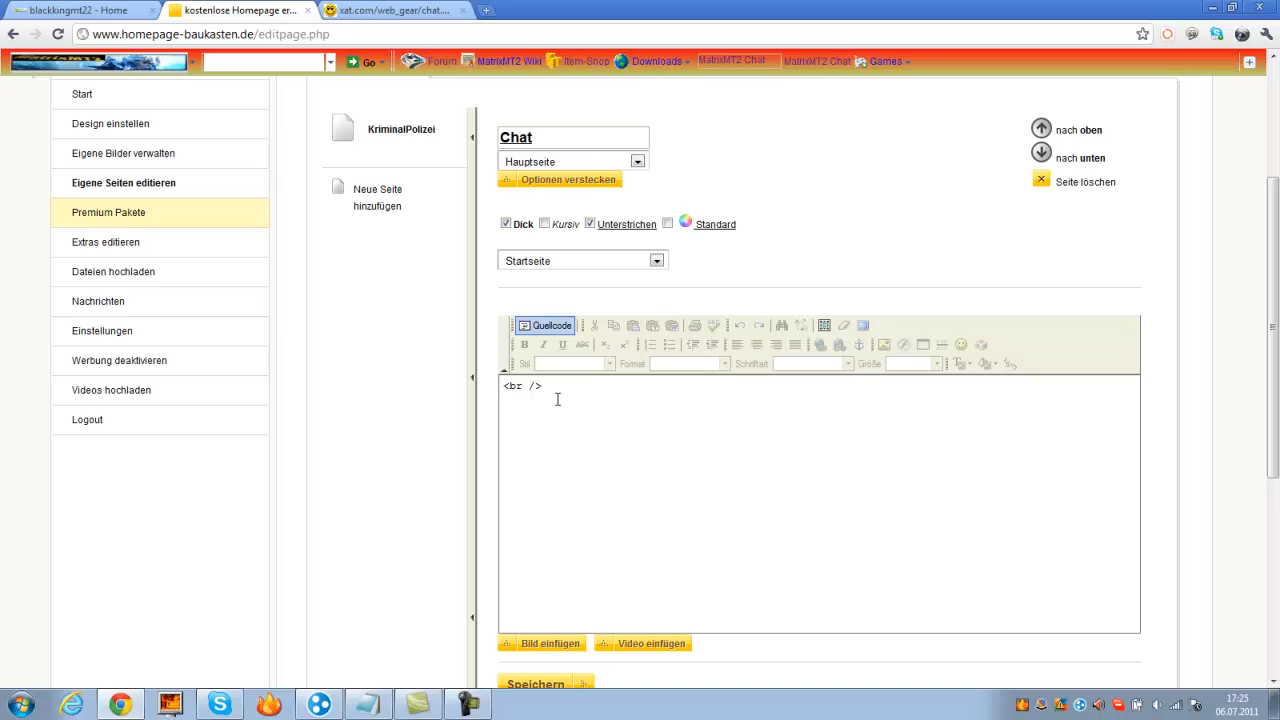 blackkingmt22 - Home
kostenlose Homepage er...
xat.com/web_gear/chat....
www.homepage-baukasten.de/editpage.php
Go
Forum
MatrixMT2 Wiki
Item-Shop
Downloads
MatrixMT2 Chat
MatrixMT2 Chat
Games
Start
Design einstellen
Eigene Bilder verwalten
Eigene Seiten editieren
Premium Pakete
Extras editieren
Dateien hochladen
Nachrichten
Einstellungen
Werbung deaktivieren
Videos hochladen
Logout
KriminalPolizei
Neue Seite
hinzufügen
Chat
Hauptseite
Optionen verstecken
nach oben
nach unten
Seite löschen
Dick Kursiv Unterstrichen Standard
Startseite
Quellcode
B I U ABC
Stil Format Schriftart Größe
<br />
Bild einfügen
Video einfügen
Speichern
17:25
06.07.2011